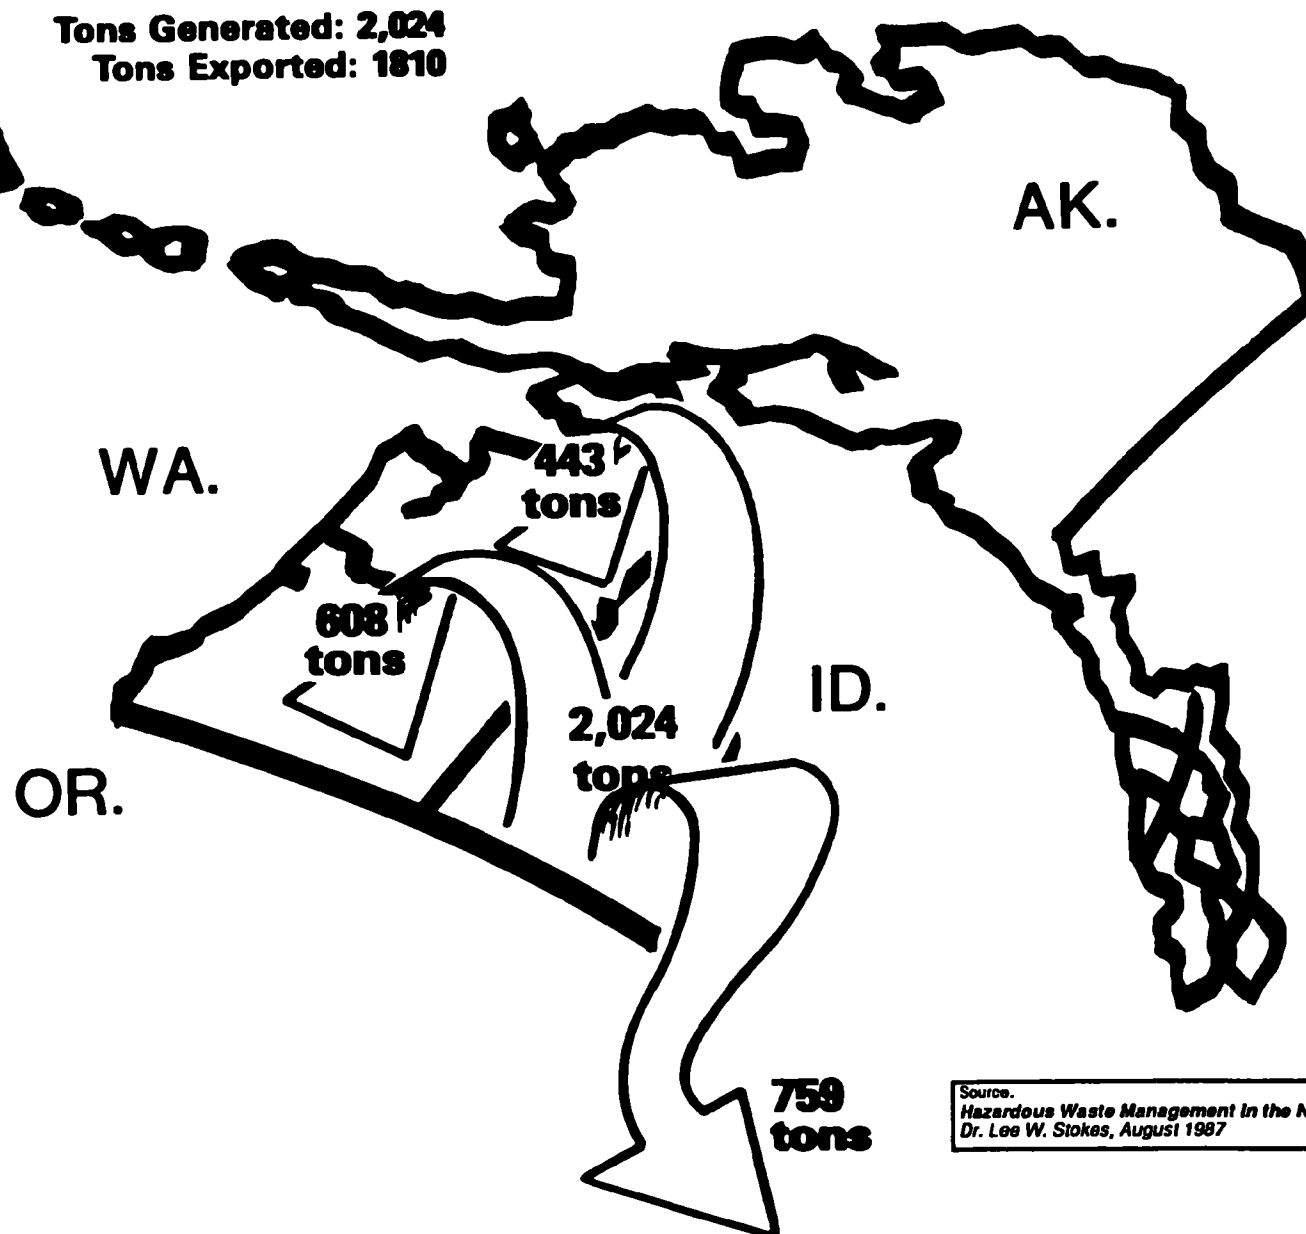 Tons Generated: 2,024
Tons Exported: 1810
AK.
WA.
443
tons
608
tons
ID.
2,024
tons
OR.
759
tons
Source.
Hazardous Waste Management in the
Dr. Lee W. Stokes, August 1987